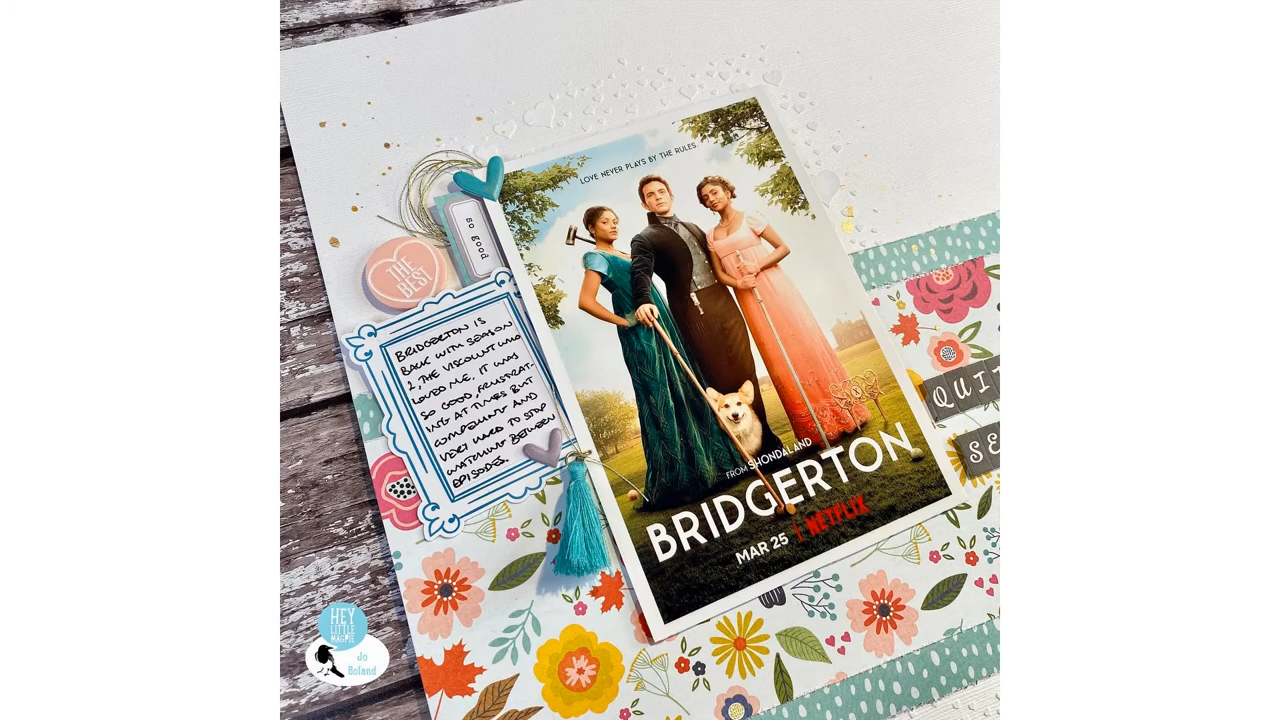 LOVE NEVER PLAYS BY THE RULES.
so good
THE
BEST
BRIDGERTON IS
BACK WITH SEASON
2, THE VISCOUNT WHO
LOVED ME. IT WAS
SO GOOD, FRUSTRAT-
ING AT TIMES BUT
COMPELLING AND
VERY HARD TO STOP
WATCHING BETWEEN
EPISODES.
QUIT
SE
FROM SHONDALAND
BRIDGERTON
MAR 25 | NETFLIX
HEY
LITTLE
MAGPIE
Jo
Boland